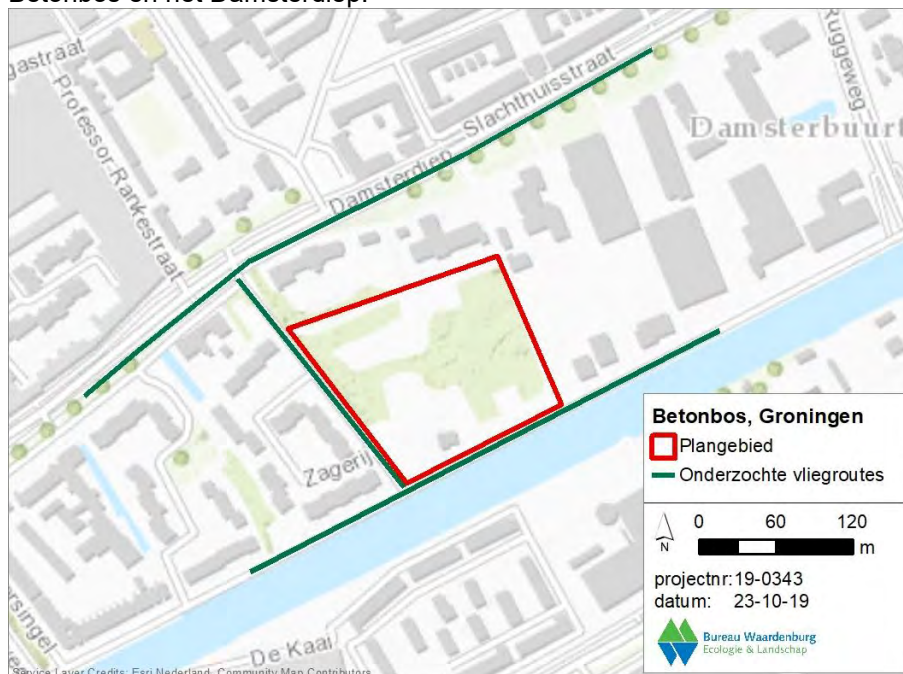 Betonbos en het Damsterdiep.
gastraat
Professor-Rankestraat
Slachthuisstraat
Ruggeweg
Damsterbuurt
Damsterdiep
Zagerij
De Kaai
ersingel
Betonbos, Groningen
Plangebied
Onderzochte vliegroutes
N
0 60 120
m
projectnr: 19-0343
datum: 23-10-19
Bureau Waardenburg
Ecologie & Landschap
Service Layer Credits: Esri Nederland, Community Map Contributors